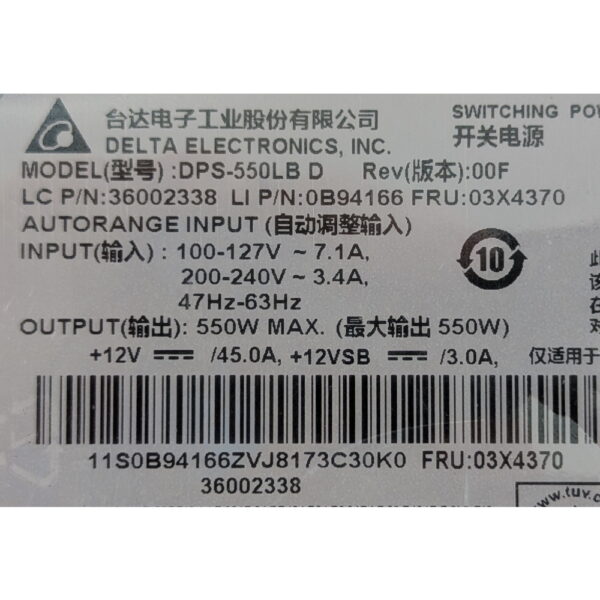 台达电子工业股份有限公司
DELTA ELECTRONICS, INC.
SWITCHING POW
开关电源
MODEL(型号):DPS-550LB D Rev(版本):00F
LC P/N:36002338 LI P/N:0B94166 FRU:03X4370
AUTORANGE INPUT (自动调整输入)
INPUT(输入) : 100-127V ~ 7.1A,
200-240V ~ 3.4A,
47Hz-63Hz
10
OUTPUT(输出): 550W MAX. (最大输出 550W)
+12V ⎓ /45.0A, +12VSB ⎓ /3.0A,
此
该
在
对
仅适用于
11S0B94166ZVJ8173C30K0 FRU:03X4370
36002338
www.tuv.c